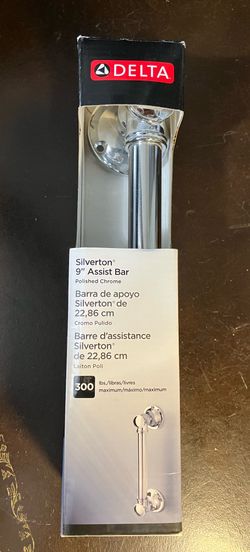 DELTA
Silverton®
9" Assist Bar
Polished Chrome
Barra de apoyo
Silverton® de
22,86 cm
Cromo Pulido
Barre d'assistance
Silverton®
de 22,86 cm
Laiton Poli
300
lbs./libras/livres
maximum/máximo/maximum